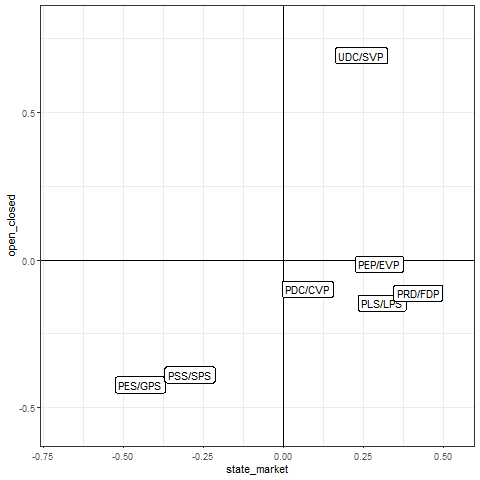 UDC/SVP
0.5
open_closed
0.0
PEP/EVP
PDC/CVP
PRD/FDP
PLS/LPS
PSS/SPS
PES/GPS
-0.5
-0.75
-0.50
-0.25
0.00
0.25
0.50
state_market